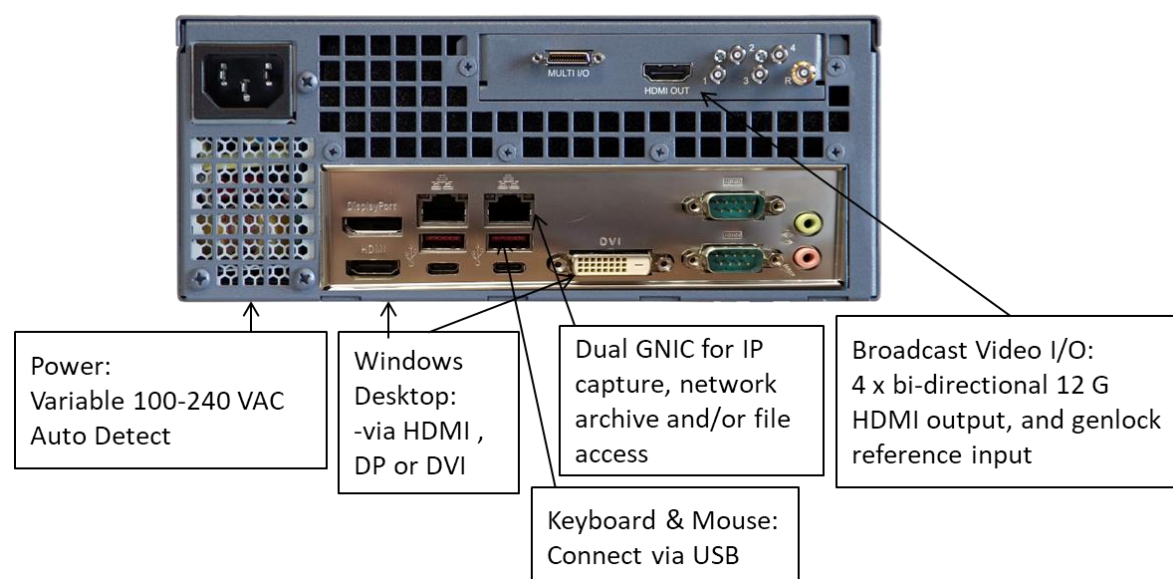 MULTI I/O
HDMI OUT
1
2
3
4
R
DisplayPort
HDMI
DVI
Power:
Variable 100-240 VAC
Auto Detect
Windows
Desktop:
-via HDMI ,
DP or DVI
Dual GNIC for IP
capture, network
archive and/or file
access
Keyboard & Mouse:
Connect via USB
Broadcast Video I/O:
4 x bi-directional 12 G
HDMI output, and genlock
reference input